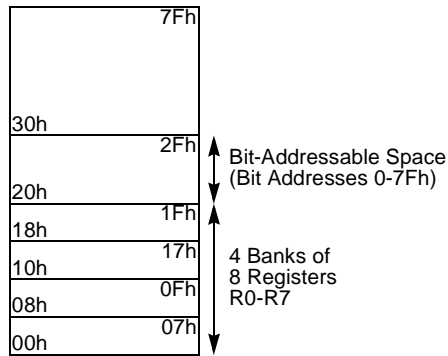 7Fh
30h
2Fh
Bit-Addressable Space
(Bit Addresses 0-7Fh)
20h
1Fh
18h
17h
4 Banks of
8 Registers
R0-R7
10h
0Fh
08h
07h
00h